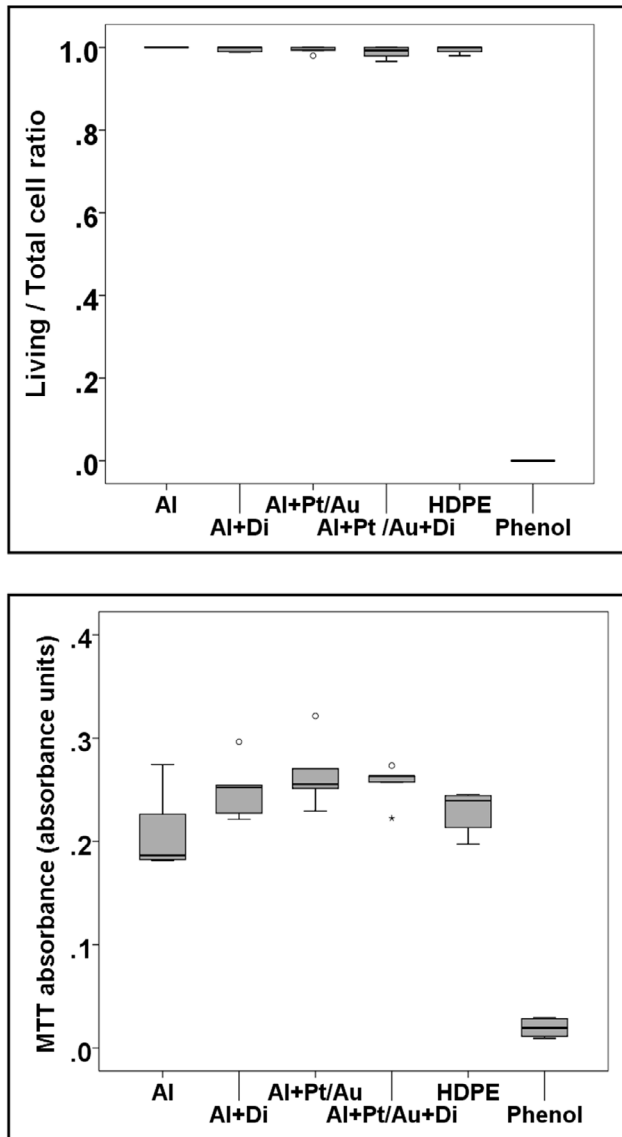 Living / Total cell ratio
1.0
.8
.6
.4
.2
.0
Al
Al+Di
Al+Pt/Au
Al+Pt /Au+Di
HDPE
Phenol
MTT absorbance (absorbance units)
.4
.3
.2
.1
.0
Al
Al+Di
Al+Pt/Au
Al+Pt/Au+Di
HDPE
Phenol